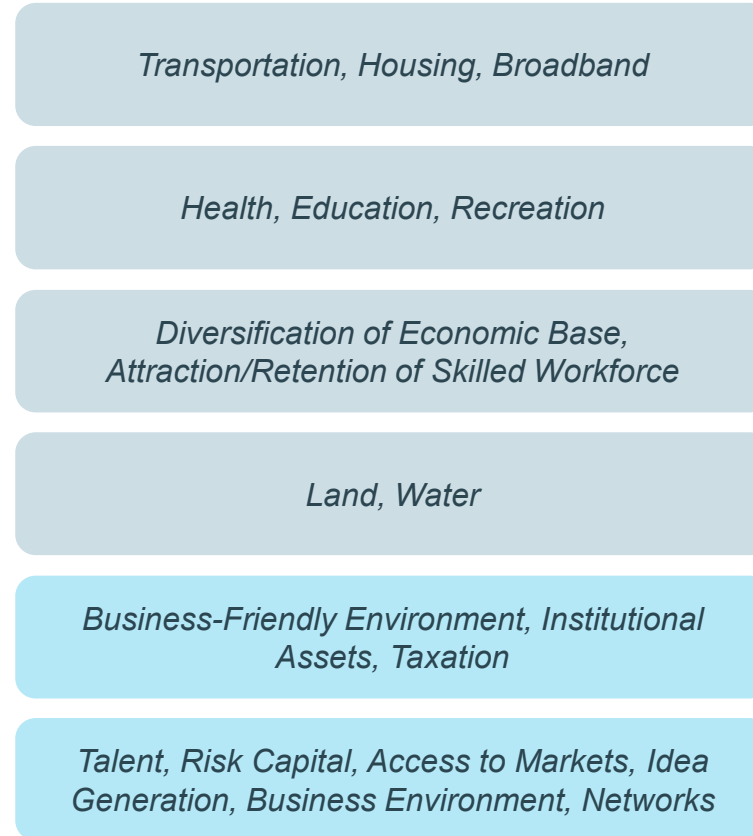 Transportation, Housing, Broadband
Health, Education, Recreation
Diversification of Economic Base,
Attraction/Retention of Skilled Workforce
Land, Water
Business-Friendly Environment, Institutional
Assets, Taxation
Talent, Risk Capital, Access to Markets, Idea
Generation, Business Environment, Networks